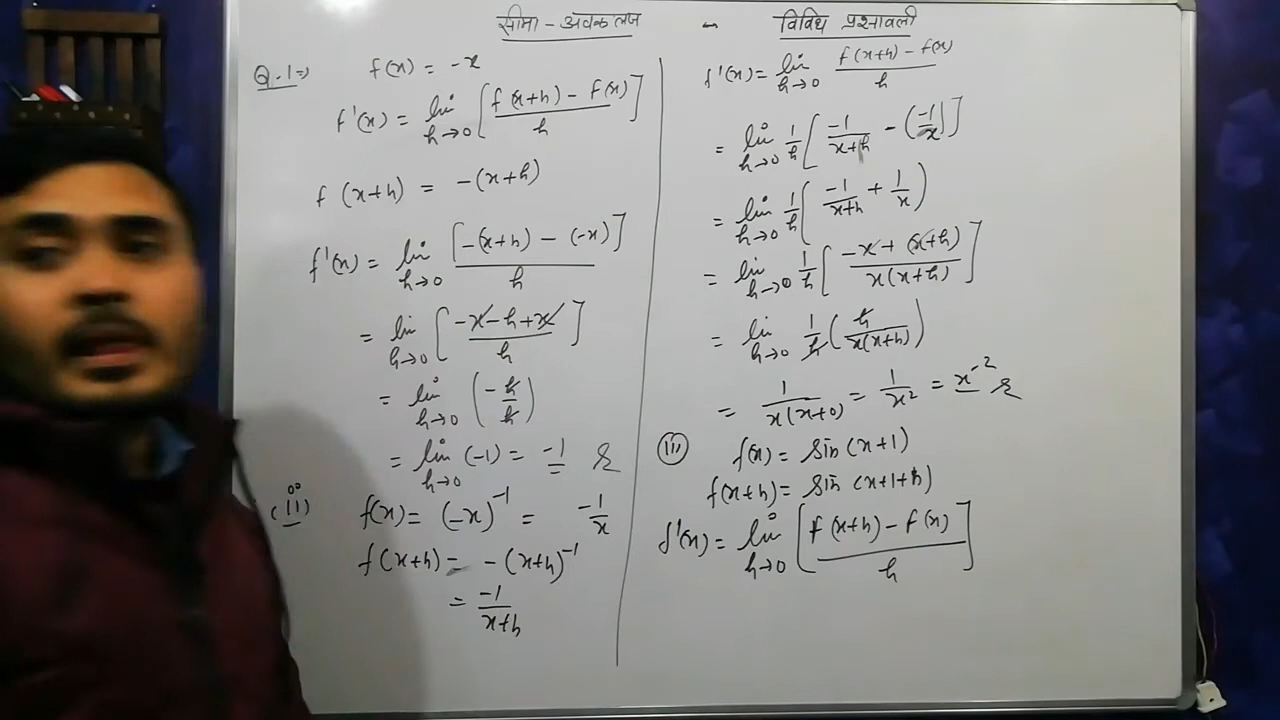 सीमा - अवकलज - विविध प्रश्नावली
Q.1⇒ f(x) = -x
f'(x) = lim h→0 [f(x+h) - f(x) / h]
f(x+h) = -(x+h)
f'(x) = lim h→0 [-(x+h) - (-x)] / h
= lim h→0 [-x-h+x / h]
= lim h→0 (-h/h)
= lim h→0 (-1) = -1
(ii) f(x) = (-x)⁻¹ = -1/x
f(x+h) = -(x+h)⁻¹
= -1/x+h
f'(x) = lim h→0 f(x+h) - f(x) / h
= lim h→0 1/h [-1/x+h - (-1/x)]
= lim h→0 1/h (-1/x+h + 1/x)
= lim h→0 1/h [-x + (x+h) / x(x+h)]
= lim h→0 1/h (h / x(x+h))
= 1/x(x+0) = 1/x² = x⁻²
(iii) f(x) = sin(x+1)
f(x+h) = sin(x+1+h)
f'(x) = lim h→0 [f(x+h) - f(x) / h]